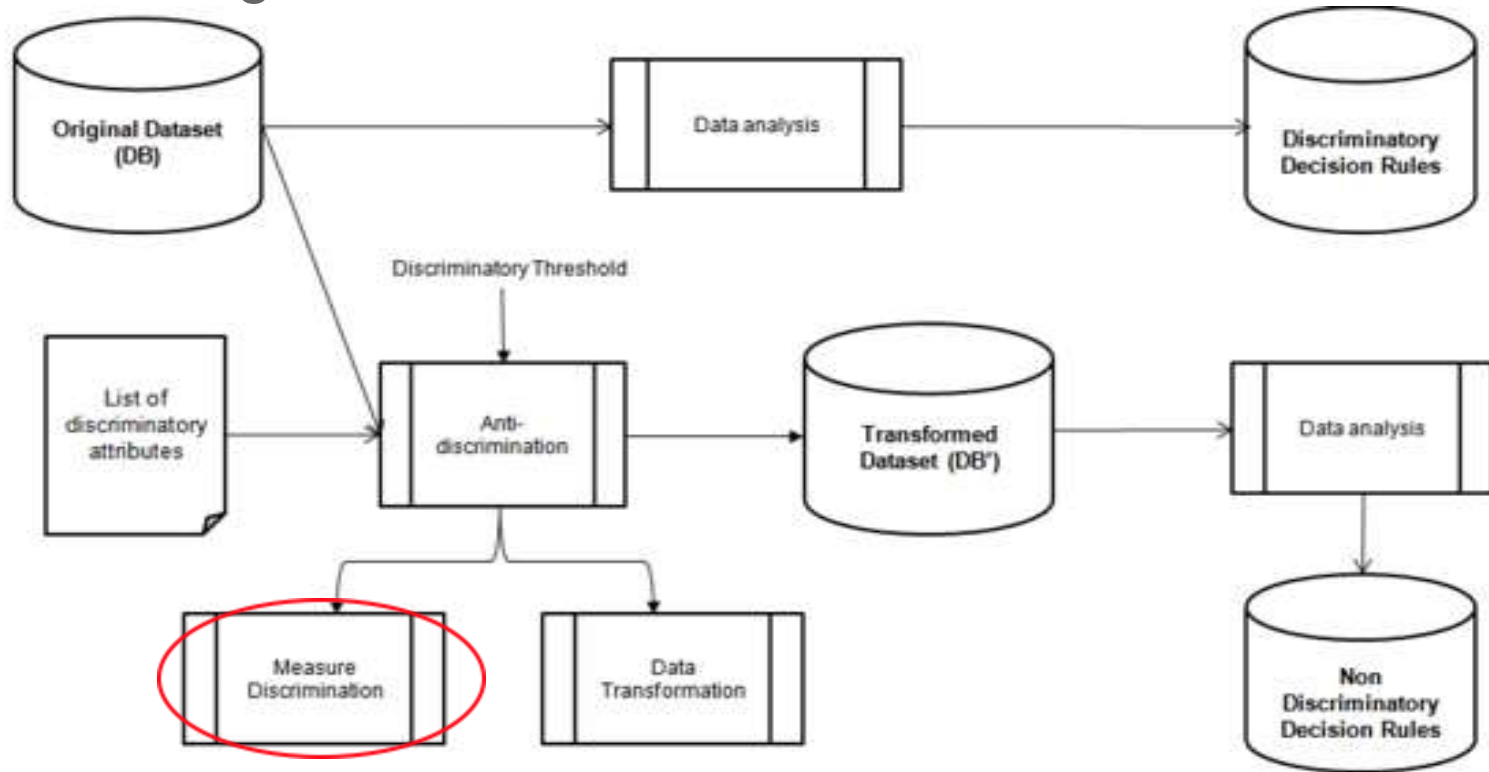 Original Dataset
(DB)
Data analysis
Discriminatory
Decision Rules
Discriminatory Threshold
List of
discriminatory
attributes
Anti-
discrimination
Transformed
Dataset (DB')
Data analysis
Measure
Discrimination
Data
Transformation
Non
Discriminatory
Decision Rules